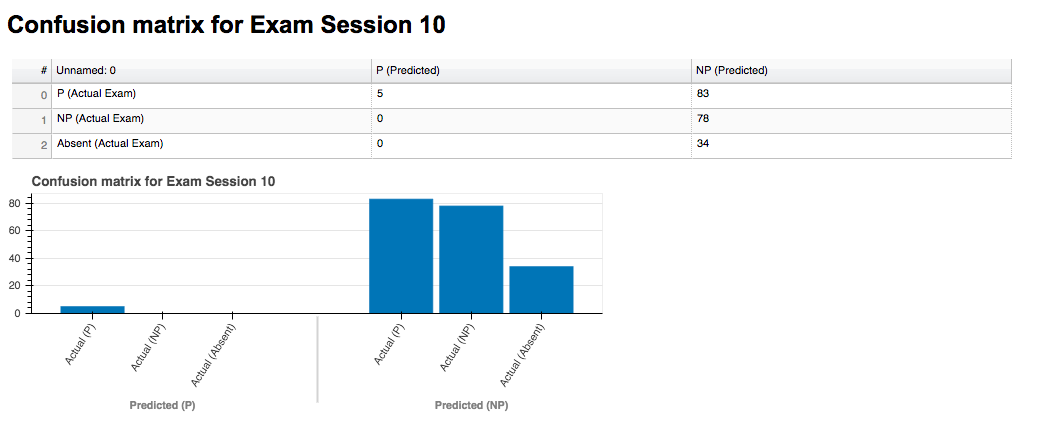 Confusion matrix for Exam Session 10
# Unnamed: 0 P (Predicted) NP (Predicted)
0 P (Actual Exam) 5 83
1 NP (Actual Exam) 0 78
2 Absent (Actual Exam) 0 34
Confusion matrix for Exam Session 10
80
60
40
20
0
Actual (P) Actual (NP) Actual (Absent) Actual (P) Actual (NP) Actual (Absent)
Predicted (P) Predicted (NP)